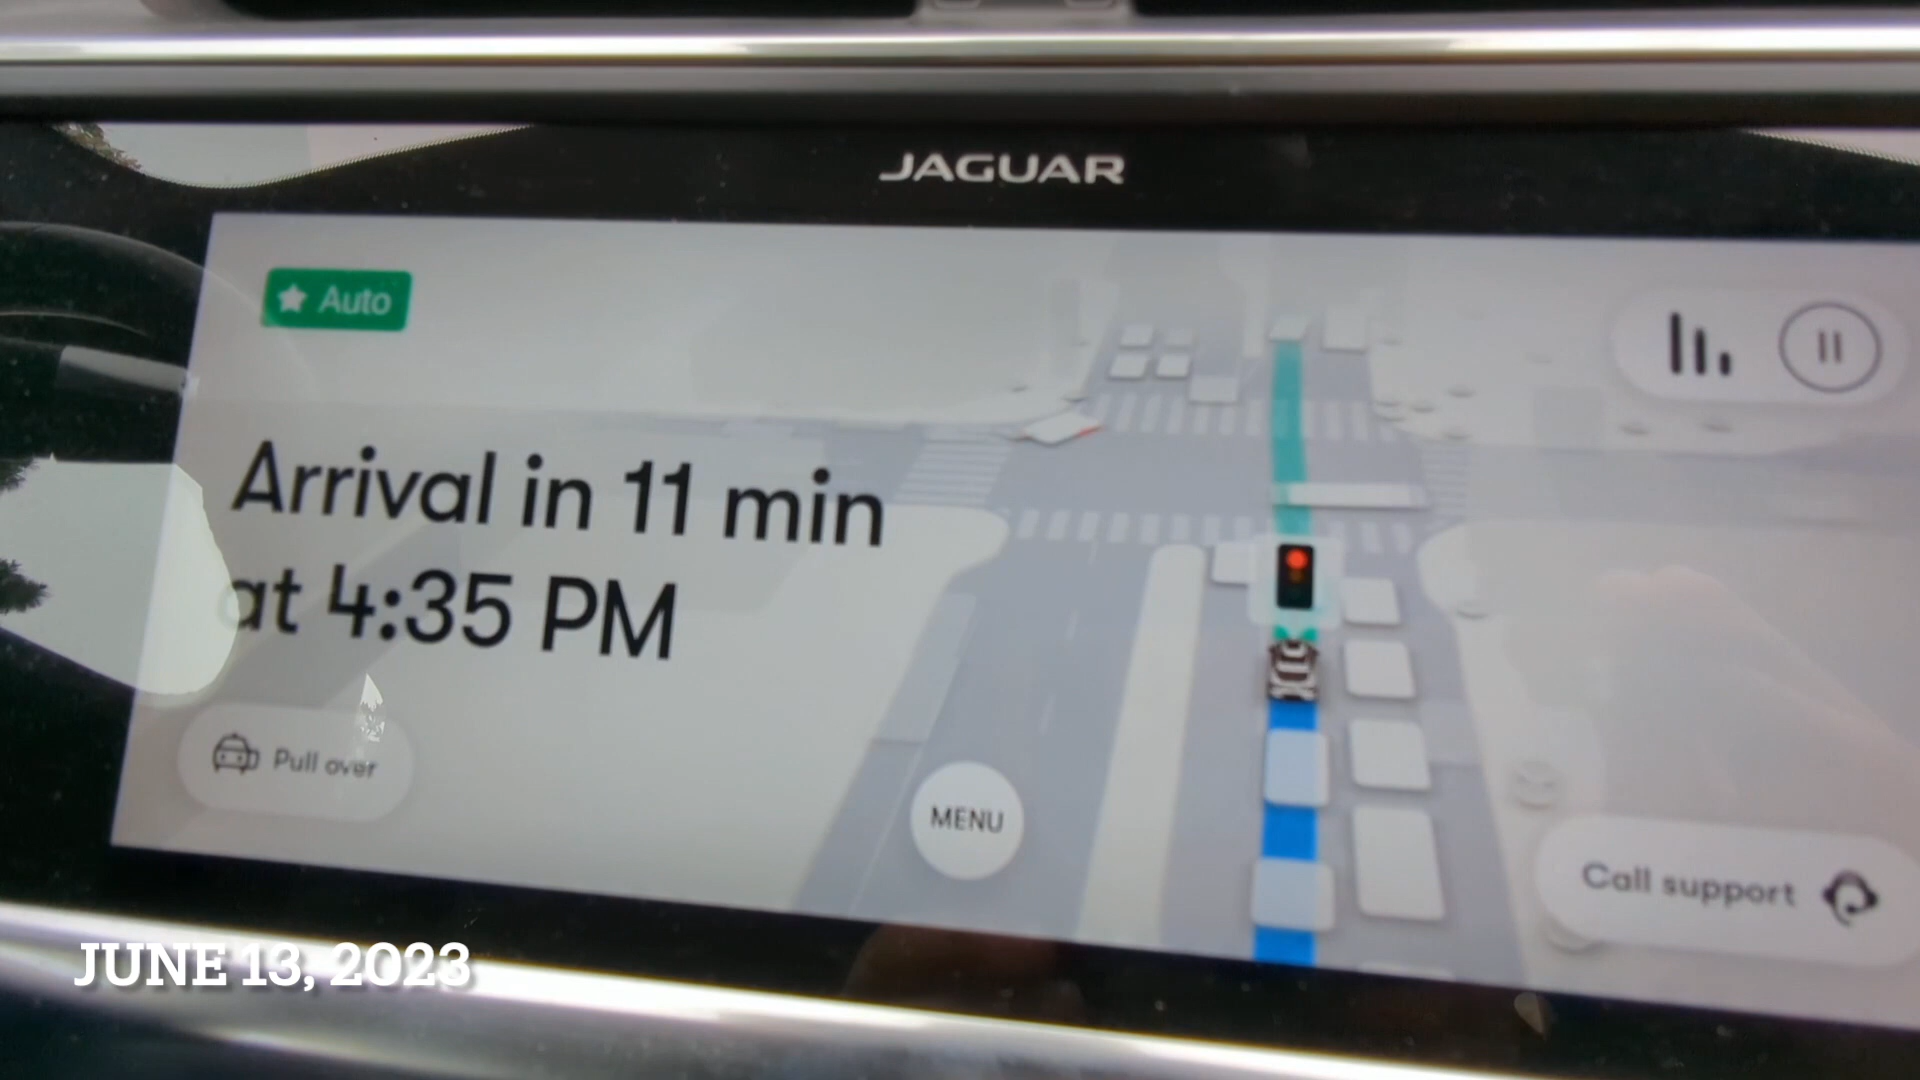 JAGUAR
Auto
Arrival in 11 min
at 4:35 PM
Pull over
MENU
Call support
JUNE 13, 2023